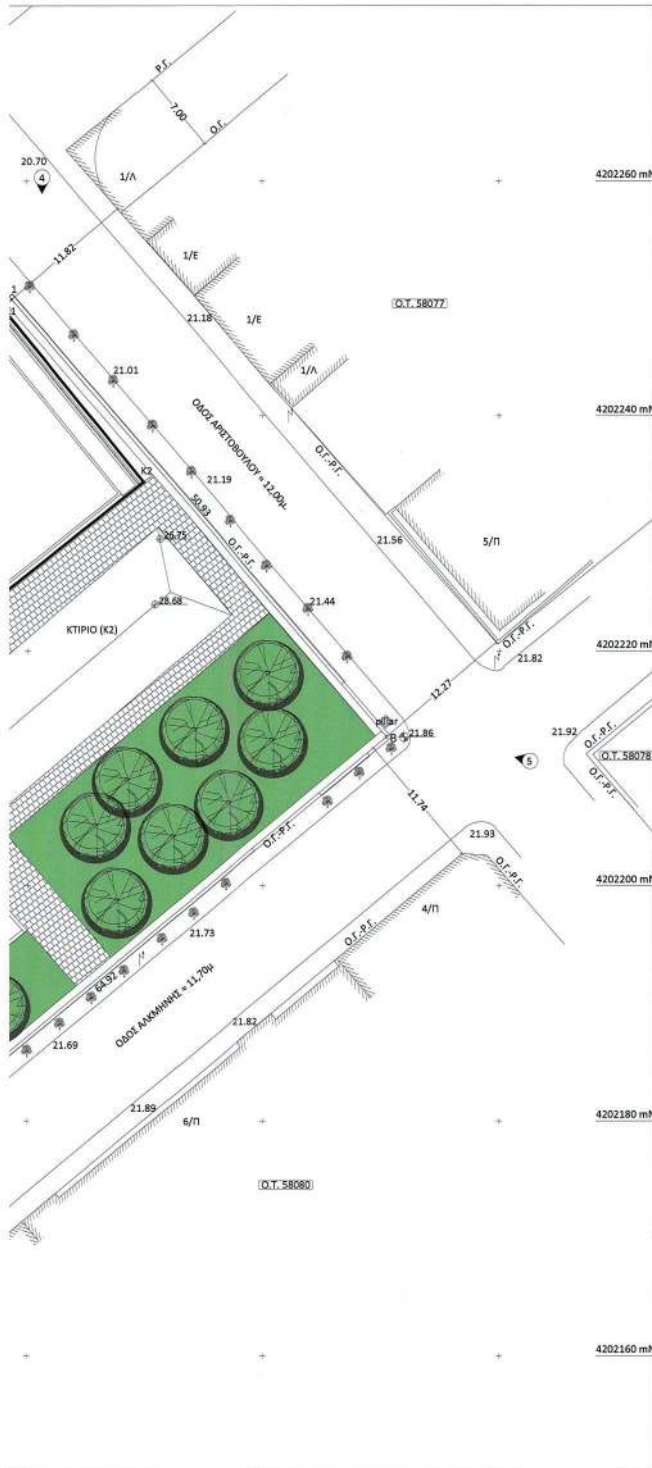 Ρ.Γ.
7.00
Ο.Γ.
20.70
4
1/Λ
4202260 mN
11.82
1/Ε
1
21.18
1/Ε
Ο.Τ. 58077
21.01
1/Λ
4202240 mN
ΟΔΟΣ ΑΡΙΣΤΟΒΟΥΛΟΥ = 12,00μ.
Ο.Γ.-Ρ.Γ.
Κ2
21.19
50.93
26.75
Ο.Γ.-Ρ.Γ.
21.56
5/Π
28.68
21.44
ΚΤΙΡΙΟ (Κ2)
4202220 mN
Ο.Γ.-Ρ.Γ.
21.82
12.27
pillar
Β
21.86
21.92
Ο.Γ.-Ρ.Γ.
Ο.Τ. 58078
5
Ο.Γ.-Ρ.Γ.
11.74
21.93
Ο.Γ.-Ρ.Γ.
Ο.Γ.-Ρ.Γ.
4202200 mN
4/Π
21.73
Ο.Γ.-Ρ.Γ.
64.92
ΟΔΟΣ ΑΛΚΜΗΝΗΣ = 11,70μ
21.82
21.69
21.89
6/Π
4202180 mN
Ο.Τ. 58080
4202160 mN